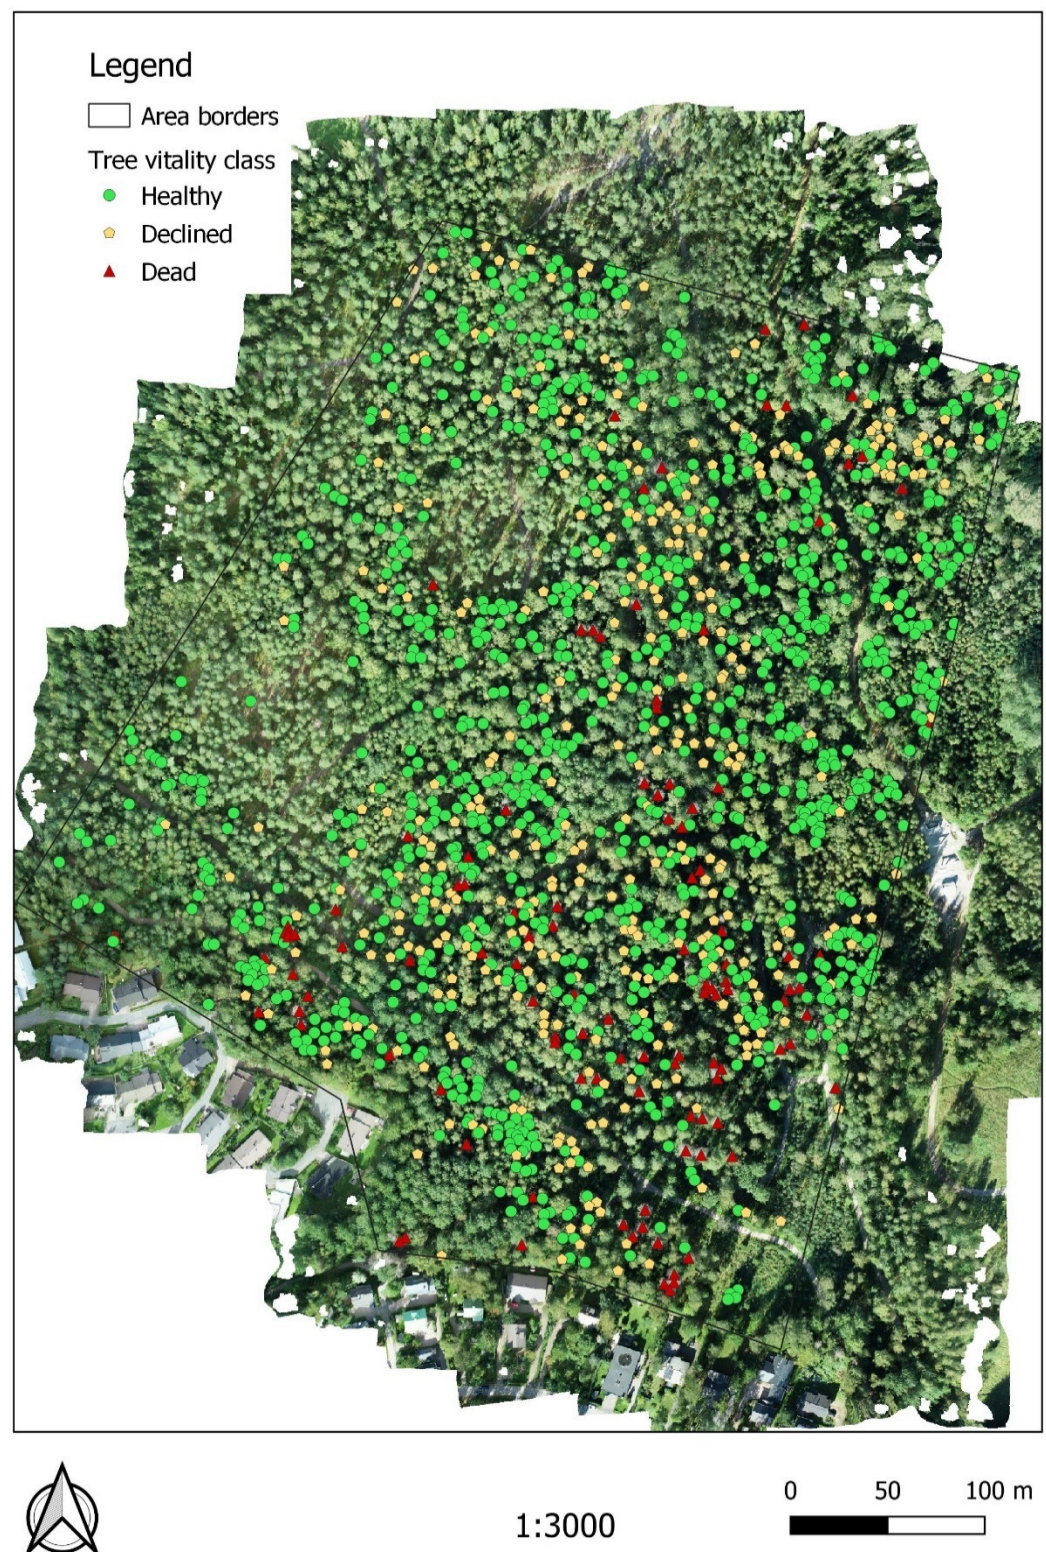 Legend
Area borders
Tree vitality class
Healthy
Declined
Dead
1:3000
0 50 100 m